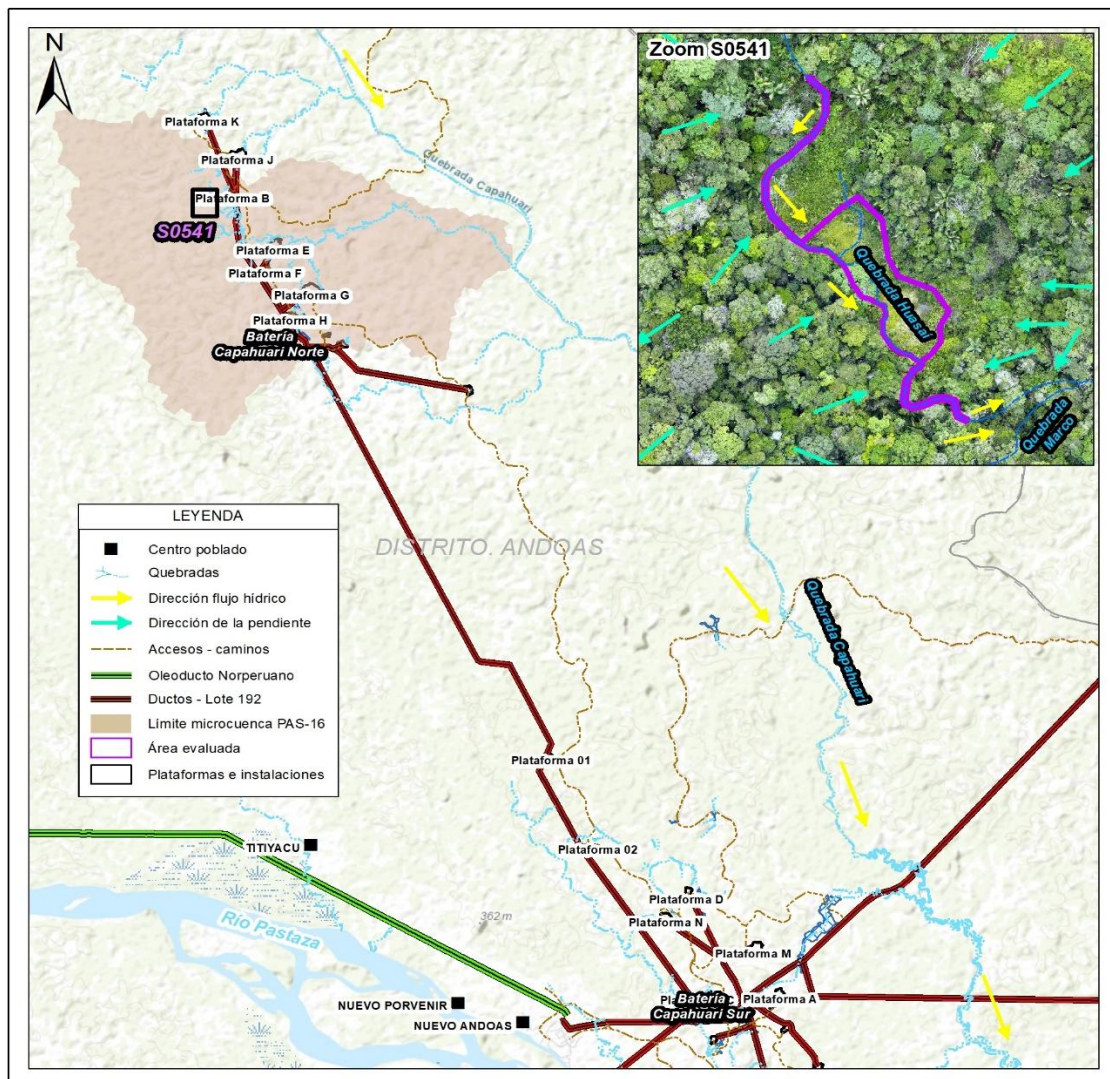 N
Zoom S0541
Quebrada Huasaí
Quebrada
Marco
Plataforma K
Plataforma J
Plataforma B
S0541
Quebrada Capahuari
Plataforma E
Plataforma F
Plataforma G
Plataforma H
Batería
Capahuari Norte
LEYENDA
Centro poblado
Quebradas
Dirección flujo hídrico
Dirección de la pendiente
Accesos - caminos
Oleoducto Norperuano
Ductos - Lote 192
Límite microcuenca PAS-16
Área evaluada
Plataformas e instalaciones
DISTRITO. ANDOAS
Quebrada Capahuari
Plataforma 01
Plataforma 02
TITIYACU
Río Pastaza
362 m
Plataforma D
Plataforma N
Plataforma M
Plataforma A
Batería
Capahuari Sur
NUEVO PORVENIR
NUEVO ANDOAS